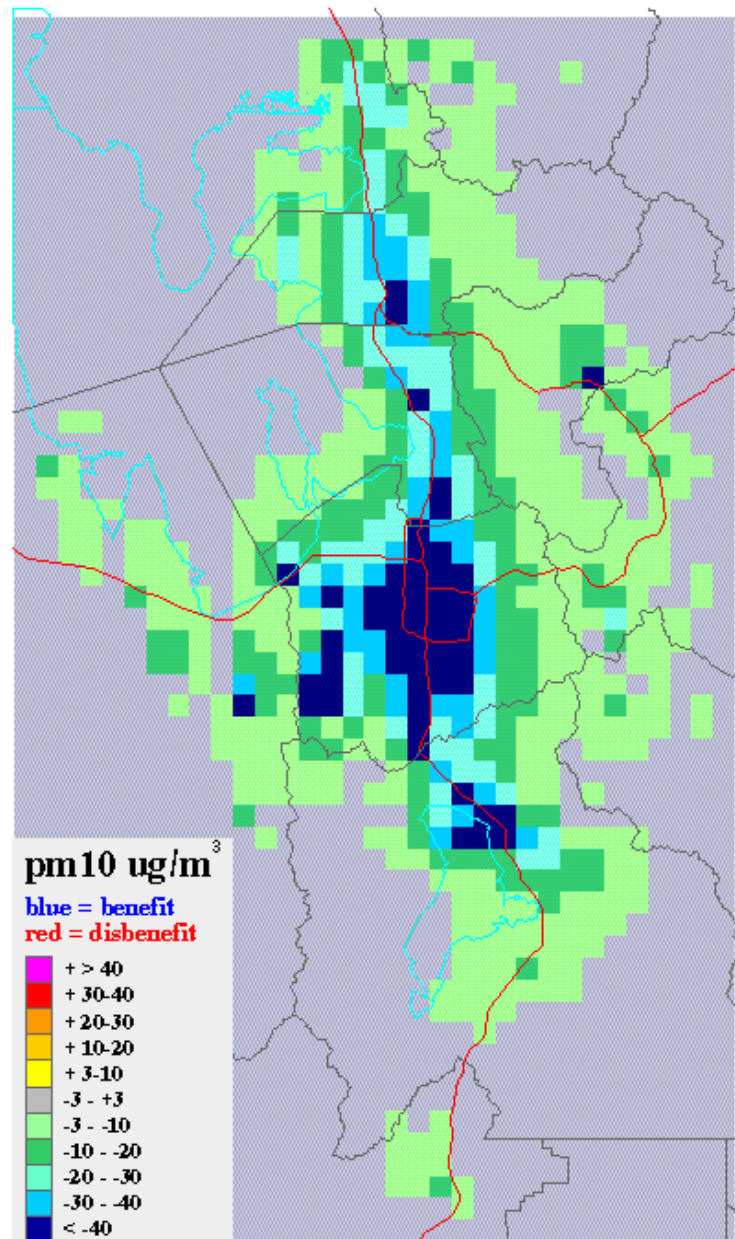 pm10 ug/m³
blue = benefit
red = disbenefit
+ > 40
+ 30-40
+ 20-30
+ 10-20
+ 3-10
-3 - +3
-3 - -10
-10 - -20
-20 - -30
-30 - -40
< -40